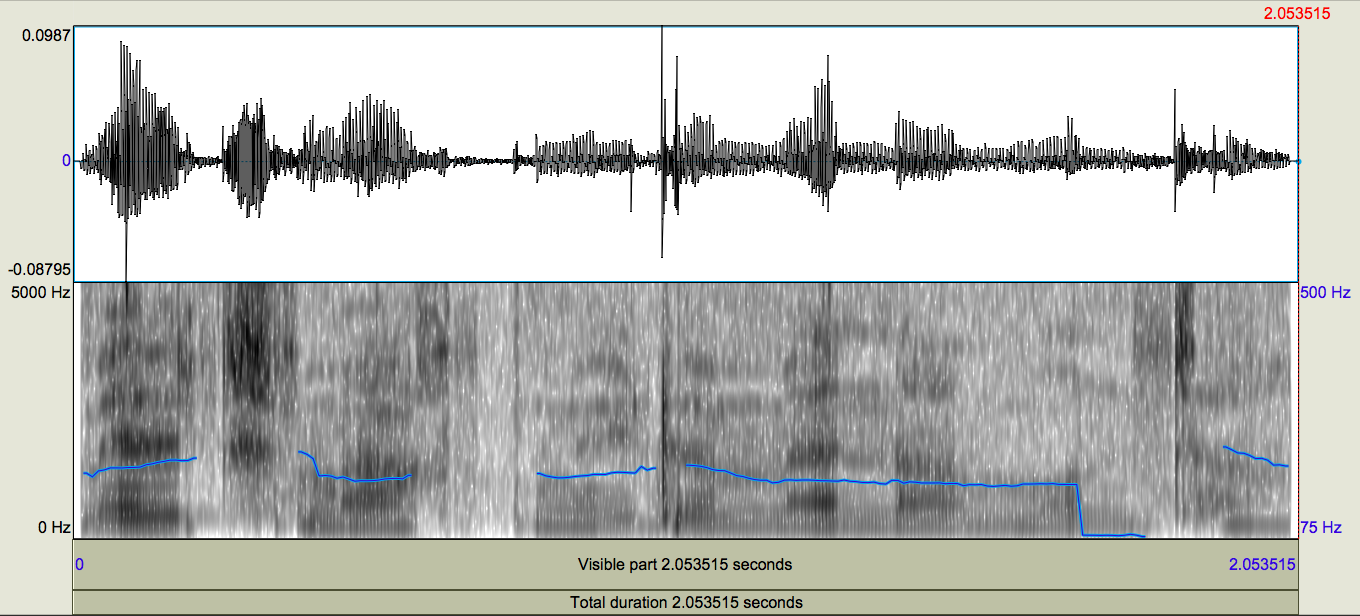 2.053515
0.0987
0
-0.08795
5000 Hz
500 Hz
0 Hz
75 Hz
0
Visible part 2.053515 seconds
2.053515
Total duration 2.053515 seconds